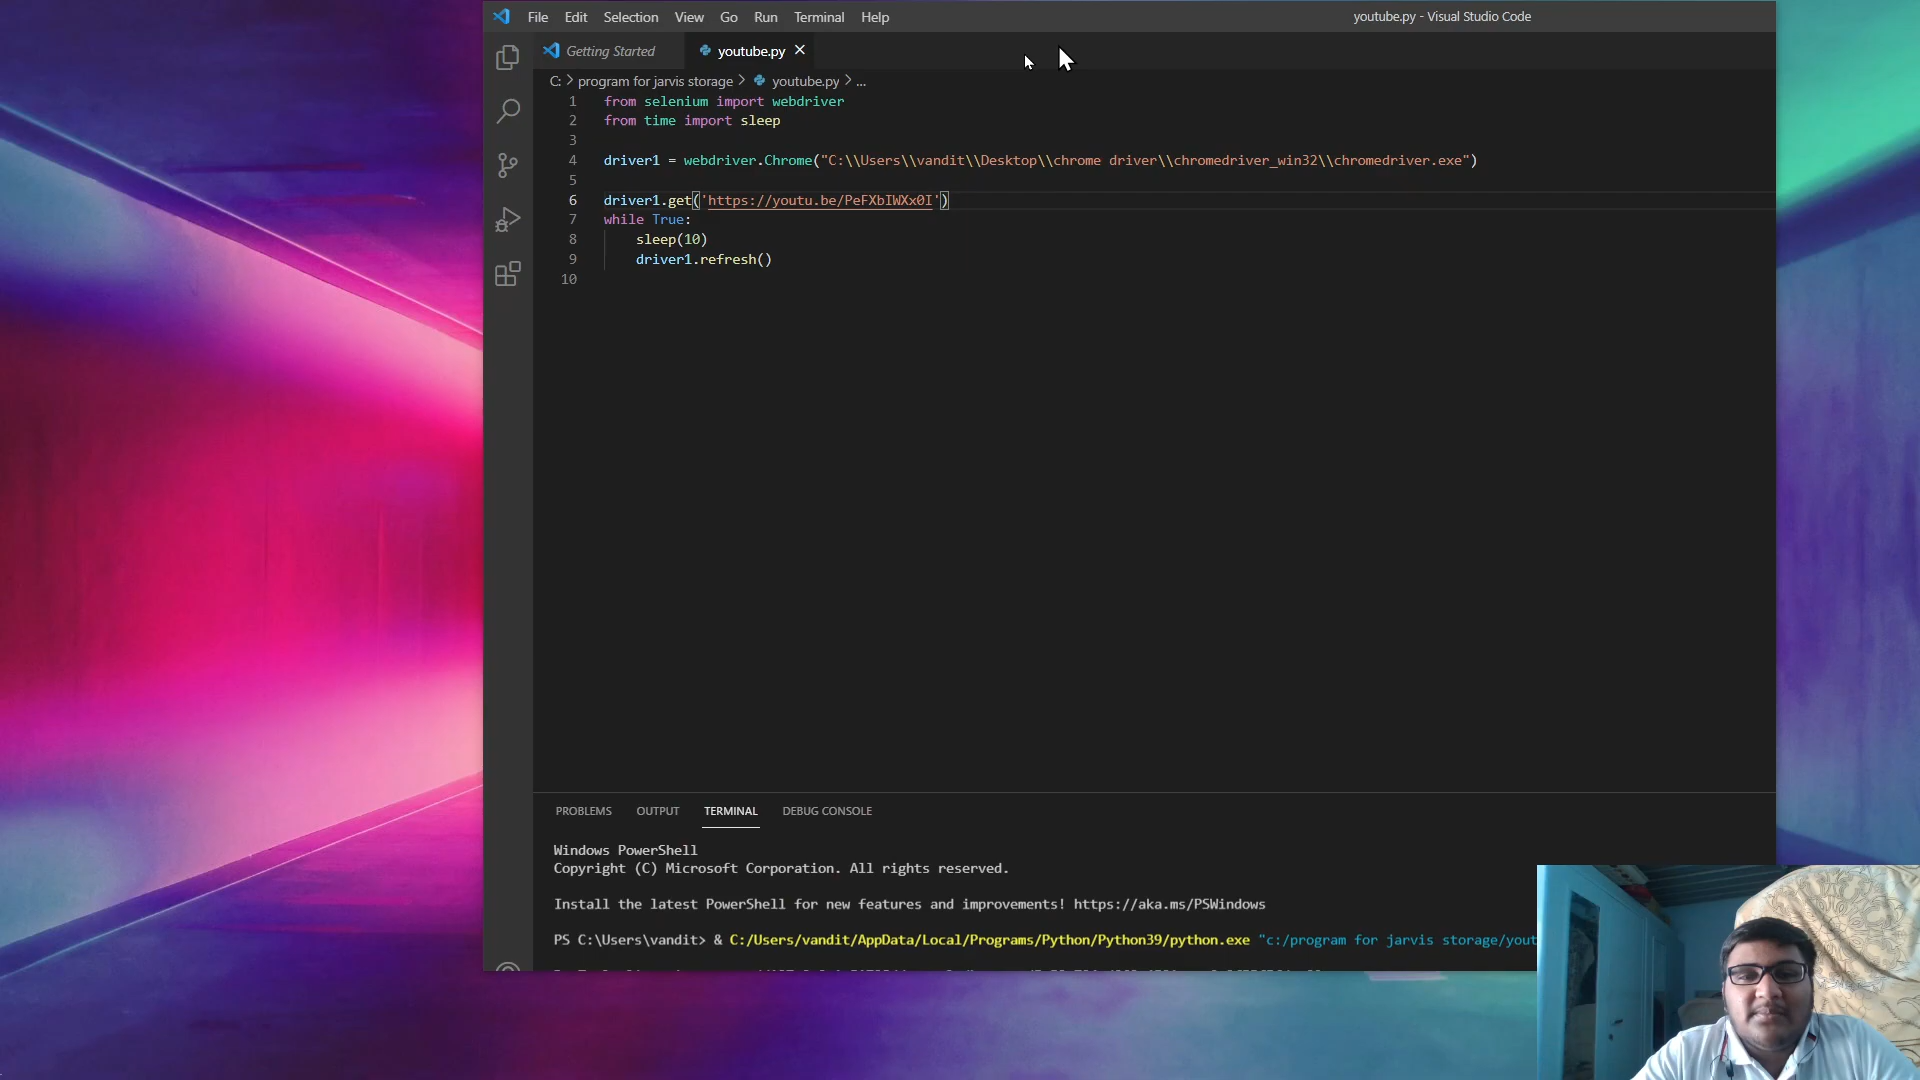 File Edit Selection View Go Run Terminal Help
youtube.py - Visual Studio Code
Getting Started
youtube.py
C: > program for jarvis storage > youtube.py > ...
1 from selenium import webdriver
2 from time import sleep
3
4 driver1 = webdriver.Chrome("C:\\Users\\vandit\\Desktop\\chrome driver\\chromedriver_win32\\chromedriver.exe")
5
6 driver1.get('https://youtu.be/PeFXbIWXx0I')
7 while True:
8 sleep(10)
9 driver1.refresh()
10
PROBLEMS OUTPUT TERMINAL DEBUG CONSOLE
Windows PowerShell
Copyright (C) Microsoft Corporation. All rights reserved.
Install the latest PowerShell for new features and improvements! https://aka.ms/PSWindows
PS C:\Users\vandit> & C:/Users/vandit/AppData/Local/Programs/Python/Python39/python.exe "c:/program for jarvis storage/yout